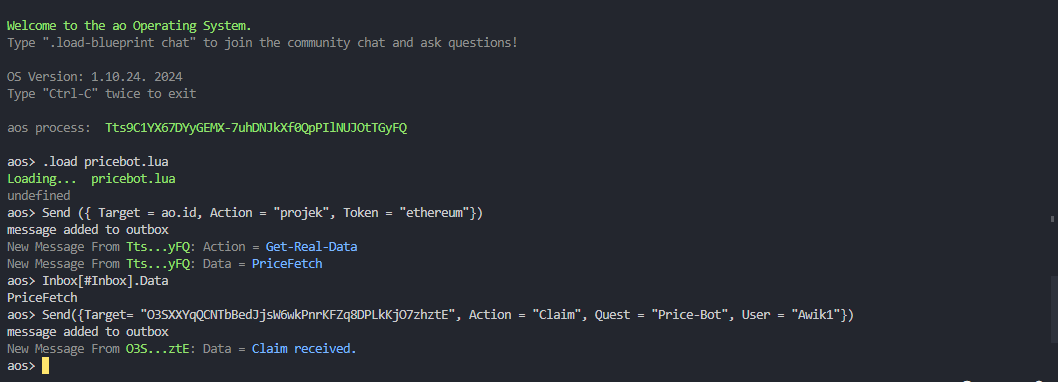 Welcome to the ao Operating System.
Type ".load-blueprint chat" to join the community chat and ask questions!
OS Version: 1.10.24. 2024
Type "Ctrl-C" twice to exit
aos process:  Tts9C1YX67DYyGEMX-7uhDNJkXf0QpPIlNUJOtTGyFQ
aos> .load pricebot.lua
Loading...  pricebot.lua
undefined
aos> Send ({ Target = ao.id, Action = "projek", Token = "ethereum"})
message added to outbox
New Message From Tts...yFQ: Action = Get-Real-Data
New Message From Tts...yFQ: Data = PriceFetch
aos> Inbox[#Inbox].Data
PriceFetch
aos> Send({Target= "O3SXXYqQCNTbBedJjsW6wkPnrKFZq8DPLkKjO7zhztE", Action = "Claim", Quest = "Price-Bot", User = "Awik1"})
message added to outbox
New Message From O3S...ztE: Data = Claim received.
aos>